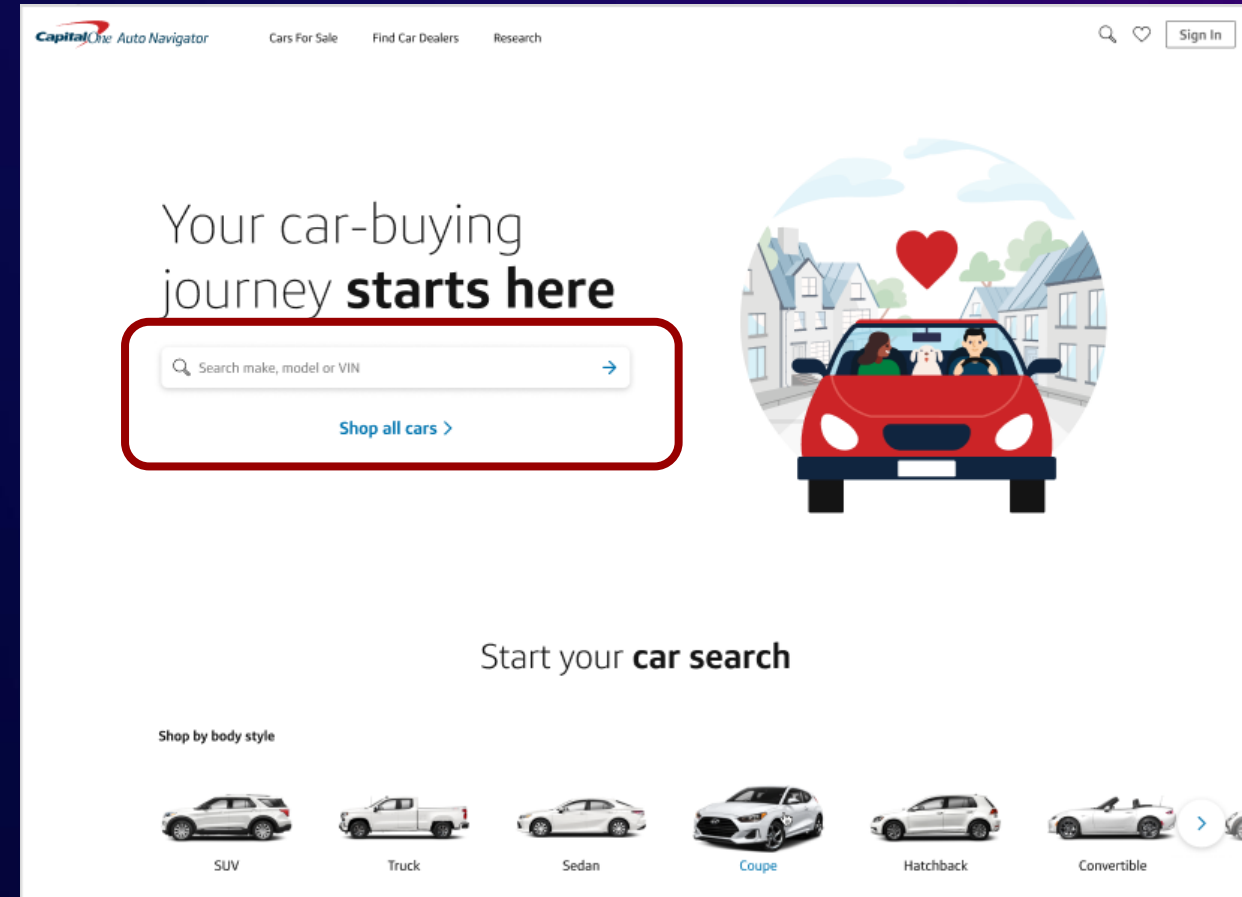 CapitalOne Auto Navigator Cars For Sale Find Car Dealers Research Sign In
Your car-buying
journey starts here
Search make, model or VIN
Shop all cars
Start your car search
Shop by body style
SUV Truck Sedan Coupe Hatchback Convertible